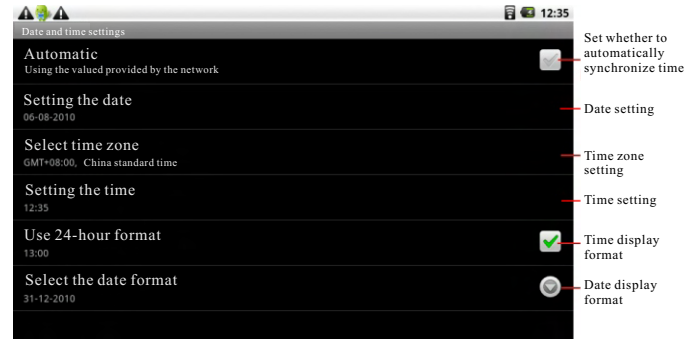 12:35
Date and time settings
Automatic
Using the valued provided by the network
Setting the date
06-08-2010
Select time zone
GMT+08:00, China standard time
Setting the time
12:35
Use 24-hour format
13:00
Select the date format
31-12-2010
Set whether to
automatically
synchronize time
Date setting
Time zone
setting
Time setting
Time display
format
Date display
format